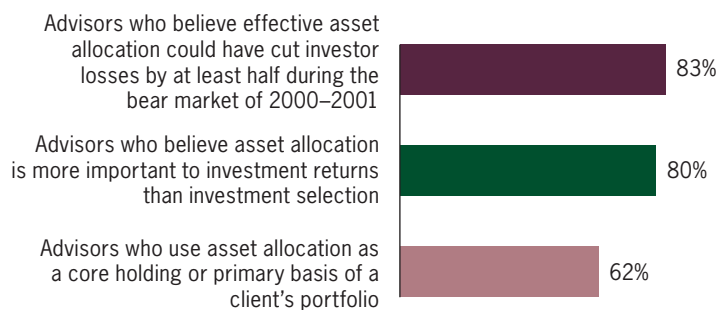 Advisors who believe effective asset
allocation could have cut investor
losses by at least half during the
bear market of 2000–2001
83%
Advisors who believe asset allocation
is more important to investment returns
than investment selection
80%
Advisors who use asset allocation as
a core holding or primary basis of a
client’s portfolio
62%